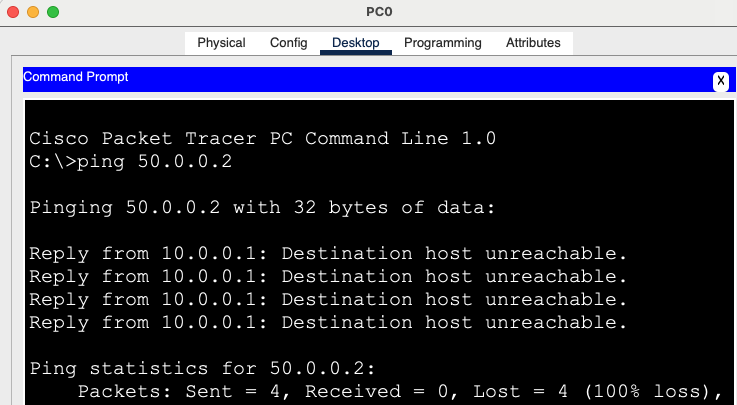 PC0
Physical Config Desktop Programming Attributes
Command Prompt
X
Cisco Packet Tracer PC Command Line 1.0
C:\>ping 50.0.0.2
Pinging 50.0.0.2 with 32 bytes of data:
Reply from 10.0.0.1: Destination host unreachable.
Reply from 10.0.0.1: Destination host unreachable.
Reply from 10.0.0.1: Destination host unreachable.
Reply from 10.0.0.1: Destination host unreachable.
Ping statistics for 50.0.0.2:
    Packets: Sent = 4, Received = 0, Lost = 4 (100% loss),